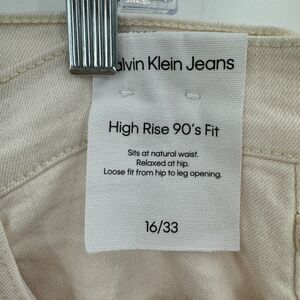 Calvin Klein Jeans
High Rise 90's Fit
Sits at natural waist.
Relaxed at hip.
Loose fit from hip to leg opening.
16/33